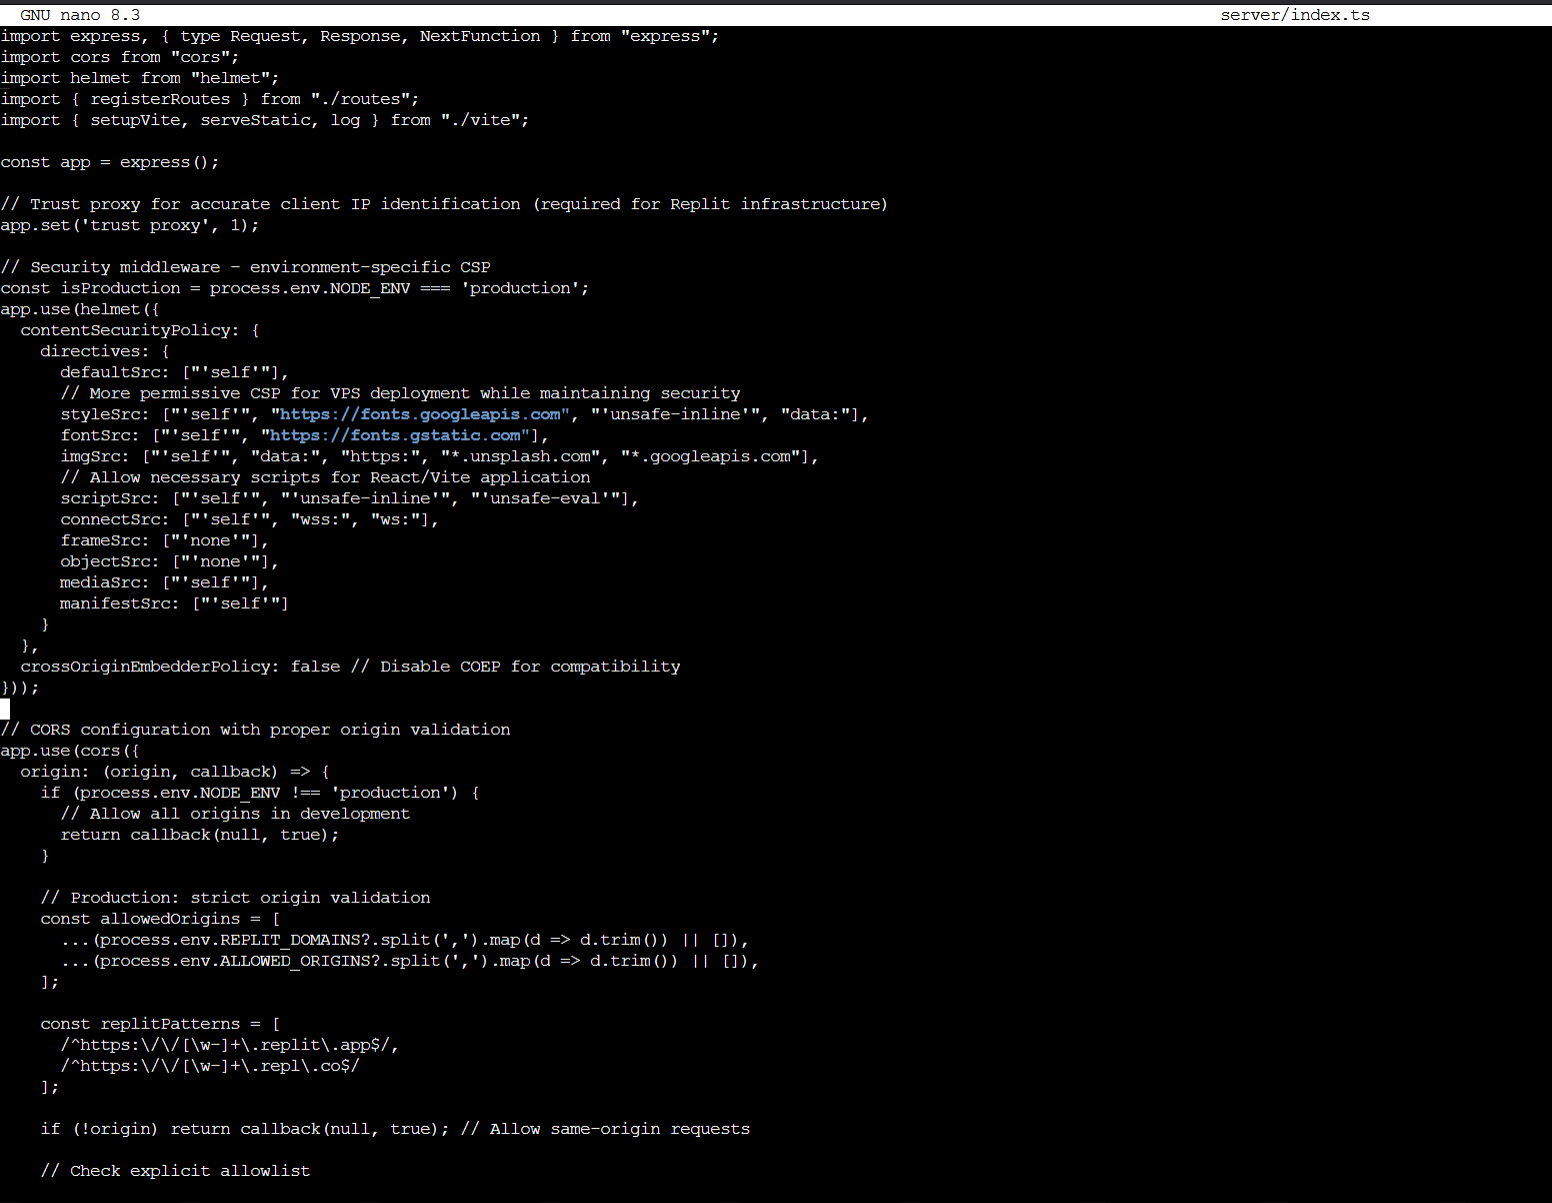 GNU nano 8.3 server/index.ts
import express, { type Request, Response, NextFunction } from "express";
import cors from "cors";
import helmet from "helmet";
import { registerRoutes } from "./routes";
import { setupVite, serveStatic, log } from "./vite";

const app = express();

// Trust proxy for accurate client IP identification (required for Replit infrastructure)
app.set('trust proxy', 1);

// Security middleware - environment-specific CSP
const isProduction = process.env.NODE_ENV === 'production';
app.use(helmet({
  contentSecurityPolicy: {
    directives: {
      defaultSrc: ["'self'"],
      // More permissive CSP for VPS deployment while maintaining security
      styleSrc: ["'self'", "https://fonts.googleapis.com", "'unsafe-inline'", "data:"],
      fontSrc: ["'self'", "https://fonts.gstatic.com"],
      imgSrc: ["'self'", "data:", "https:", "*.unsplash.com", "*.googleapis.com"],
      // Allow necessary scripts for React/Vite application
      scriptSrc: ["'self'", "'unsafe-inline'", "'unsafe-eval'"],
      connectSrc: ["'self'", "wss:", "ws:"],
      frameSrc: ["'none'"],
      objectSrc: ["'none'"],
      mediaSrc: ["'self'"],
      manifestSrc: ["'self'"]
    }
  },
  crossOriginEmbedderPolicy: false // Disable COEP for compatibility
}));

// CORS configuration with proper origin validation
app.use(cors({
  origin: (origin, callback) => {
    if (process.env.NODE_ENV !== 'production') {
      // Allow all origins in development
      return callback(null, true);
    }

    // Production: strict origin validation
    const allowedOrigins = [
      ...(process.env.REPLIT_DOMAINS?.split(',').map(d => d.trim()) || []),
      ...(process.env.ALLOWED_ORIGINS?.split(',').map(d => d.trim()) || []),
    ];

    const replitPatterns = [
      /^https:\/\/[\w-]+\.replit\.app$/,
      /^https:\/\/[\w-]+\.repl\.co$/
    ];

    if (!origin) return callback(null, true); // Allow same-origin requests

    // Check explicit allowlist